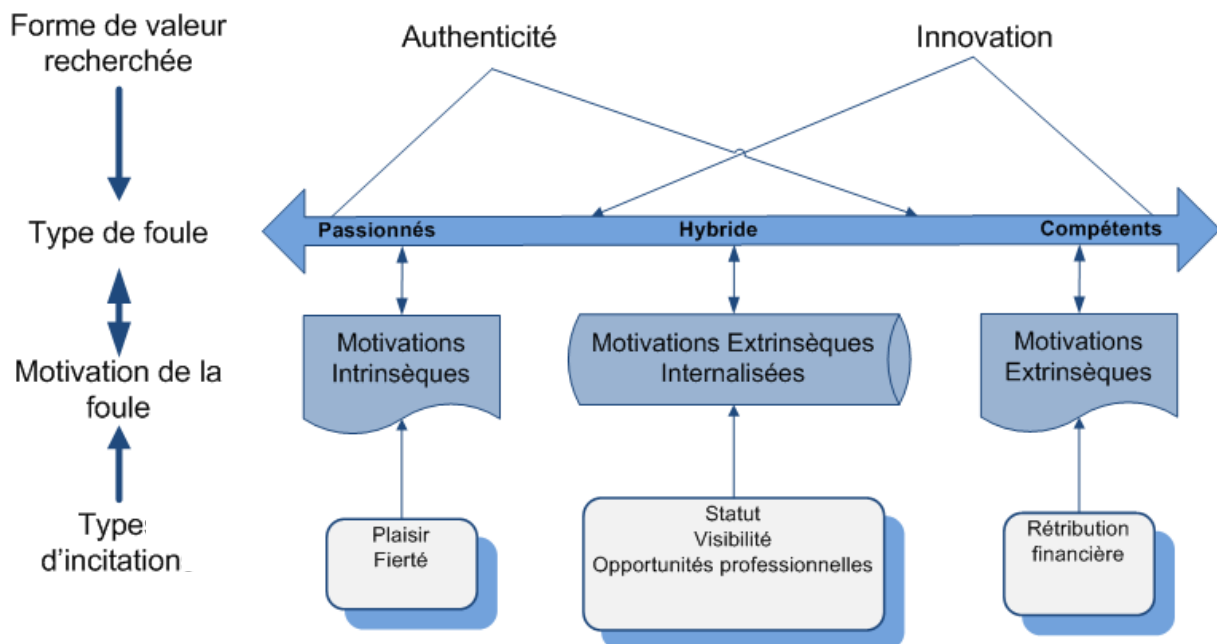 Forme de valeur
recherchée
Authenticité
Innovation
Type de foule
Passionnés
Hybride
Compétents
Motivation de la
foule
Motivations
Intrinsèques
Motivations Extrinsèques
Internalisées
Motivations
Extrinsèques
Types
d'incitation
Plaisir
Fierté
Statut
Visibilité
Opportunités professionnelles
Rétribution
financière